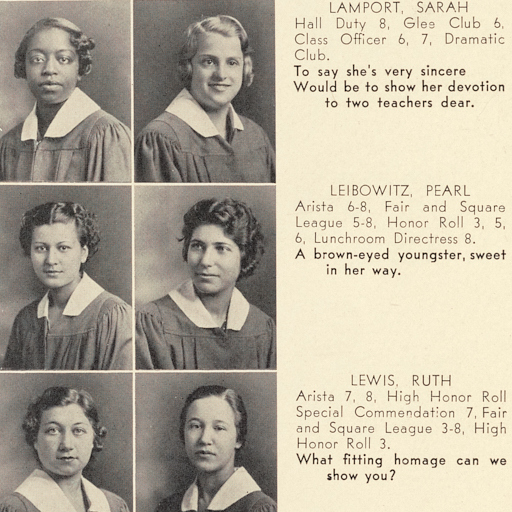 LAMPORT, SARAH
Hall Duty 8, Glee Club 6,
Class Officer 6, 7, Dramatic
Club.
To say she's very sincere
Would be to show her devotion
to two teachers dear.
LEIBOWITZ, PEARL
Arista 6-8, Fair and Square
League 5-8, Honor Roll 3, 5,
6, Lunchroom Directress 8.
A brown-eyed youngster, sweet
in her way.
LEWIS, RUTH
Arista 7, 8, High Honor Roll
Special Commendation 7, Fair
and Square League 3-8, High
Honor Roll 3.
What fitting homage can we
show you?